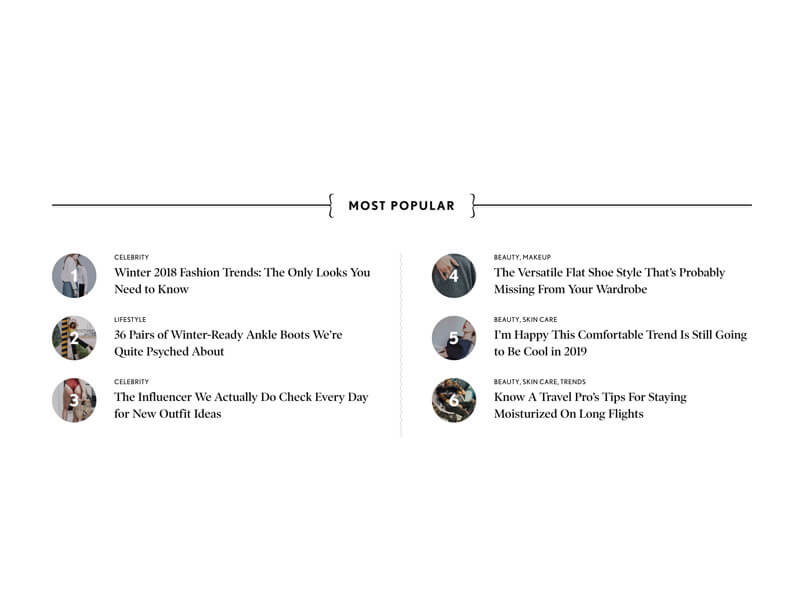 MOST POPULAR
1
CELEBRITY
Winter 2018 Fashion Trends: The Only Looks You
Need to Know
2
LIFESTYLE
36 Pairs of Winter-Ready Ankle Boots We’re
Quite Psyched About
3
CELEBRITY
The Influencer We Actually Do Check Every Day
for New Outfit Ideas
4
BEAUTY, MAKEUP
The Versatile Flat Shoe Style That’s Probably
Missing From Your Wardrobe
5
BEAUTY, SKIN CARE
I’m Happy This Comfortable Trend Is Still Going
to Be Cool in 2019
6
BEAUTY, SKIN CARE, TRENDS
Know A Travel Pro’s Tips For Staying
Moisturized On Long Flights